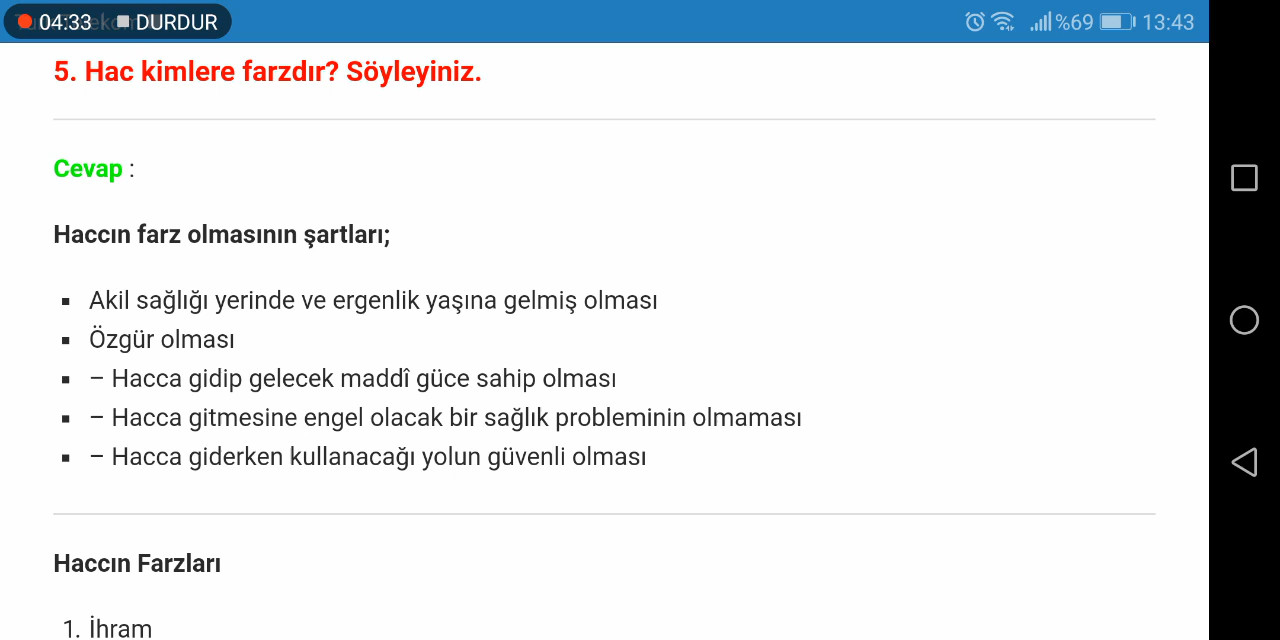 04:33 DURDUR %69 13:43
5. Hac kimlere farzdır? Söyleyiniz.
Cevap :
Haccın farz olmasının şartları;
▪ Akil sağlığı yerinde ve ergenlik yaşına gelmiş olması
▪ Özgür olması
▪ – Hacca gidip gelecek maddî güce sahip olması
▪ – Hacca gitmesine engel olacak bir sağlık probleminin olmaması
▪ – Hacca giderken kullanacağı yolun güvenli olması
Haccın Farzları
1. İhram